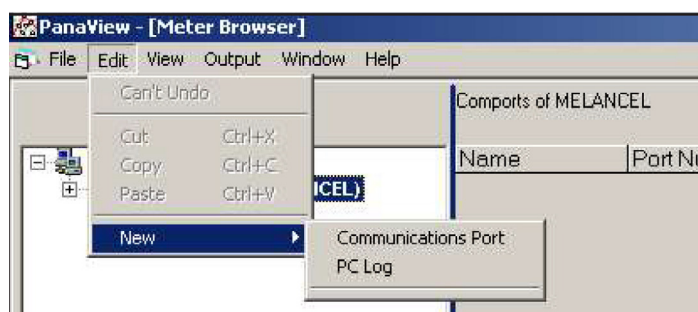 PanaView - [Meter Browser]
File Edit View Output Window Help
Can't Undo
Comports of MELANCEL
Cut Ctrl+X
Name Port Nu
Copy Ctrl+C
Paste Ctrl+V
ICEL)
New
Communications Port
PC Log